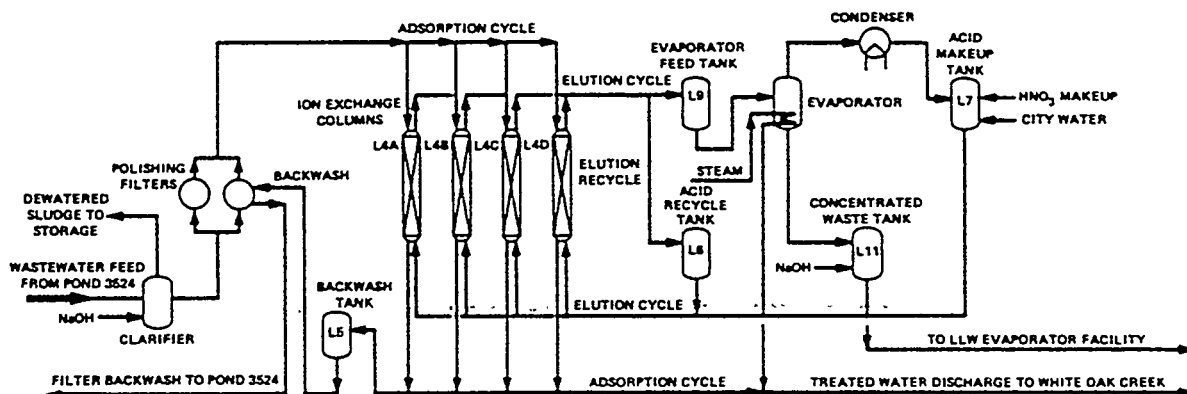 ADSORPTION CYCLE
CONDENSER
ACID
MAKEUP
TANK
EVAPORATOR
FEED TANK
ELUTION CYCLE
L9
L7
HNO3 MAKEUP
CITY WATER
EVAPORATOR
ION EXCHANGE
COLUMNS
L4A
L4B
L4C
L4D
ELUTION
RECYCLE
STEAM
POLISHING
FILTERS
BACKWASH
DEWATERED
SLUDGE TO
STORAGE
ACID
RECYCLE
TANK
L6
CONCENTRATED
WASTE TANK
L11
NaOH
WASTEWATER FEED
FROM POND 3524
NaOH
CLARIFIER
BACKWASH
TANK
L5
ELUTION CYCLE
TO LLW EVAPORATOR FACILITY
FILTER BACKWASH TO POND 3524
ADSORPTION CYCLE
TREATED WATER DISCHARGE TO WHITE OAK CREEK